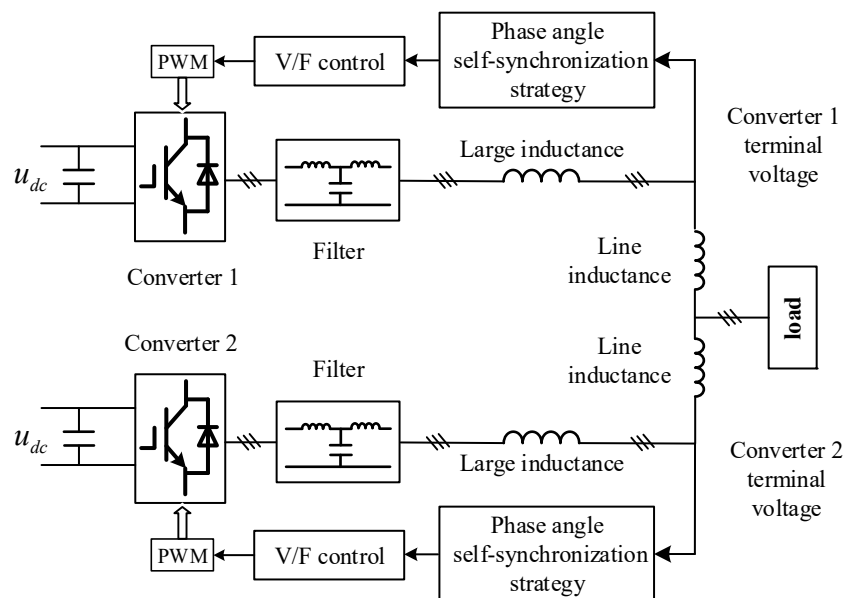 Phase angle
self-synchronization
strategy
V/F control
PWM
Converter 1
terminal
voltage
Large inductance
u_dc
Filter
Converter 1
Line
inductance
load
Converter 2
Filter
Line
inductance
u_dc
Large inductance
Converter 2
terminal
voltage
Phase angle
self-synchronization
strategy
V/F control
PWM